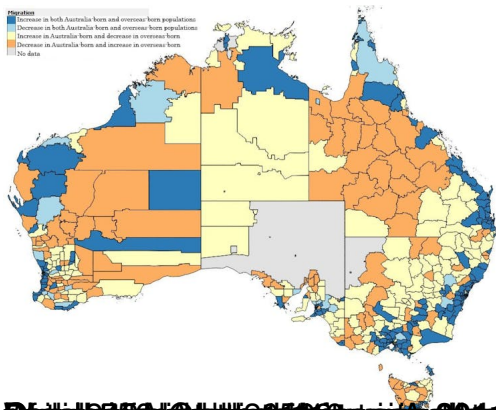 Migration
Increase in both Australia born and overseas born populations
Decrease in both Australia born and overseas born populations
Increase in Australia born and decrease in overseas born
Decrease in Australia born and increase in overseas born
No data